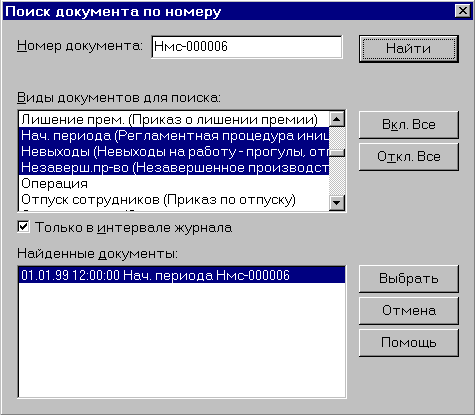 Поиск документа по номеру
Номер документа: Нмс-000006 Найти
Виды документов для поиска:
Лишение прем. (Приказ о лишении премии)
Нач. периода (Регламентная процедура иниц
Невыходы (Невыходы на работу - прогулы, отп
Незаверш.пр-во (Незавершенное производст
Операция
Отпуск сотрудников (Приказ по отпуску)
Вкл. Все
Откл. Все
Только в интервале журнала
Найденные документы:
01.01.99 12:00:00 Нач. периода Нмс-000006
Выбрать
Отмена
Помощь